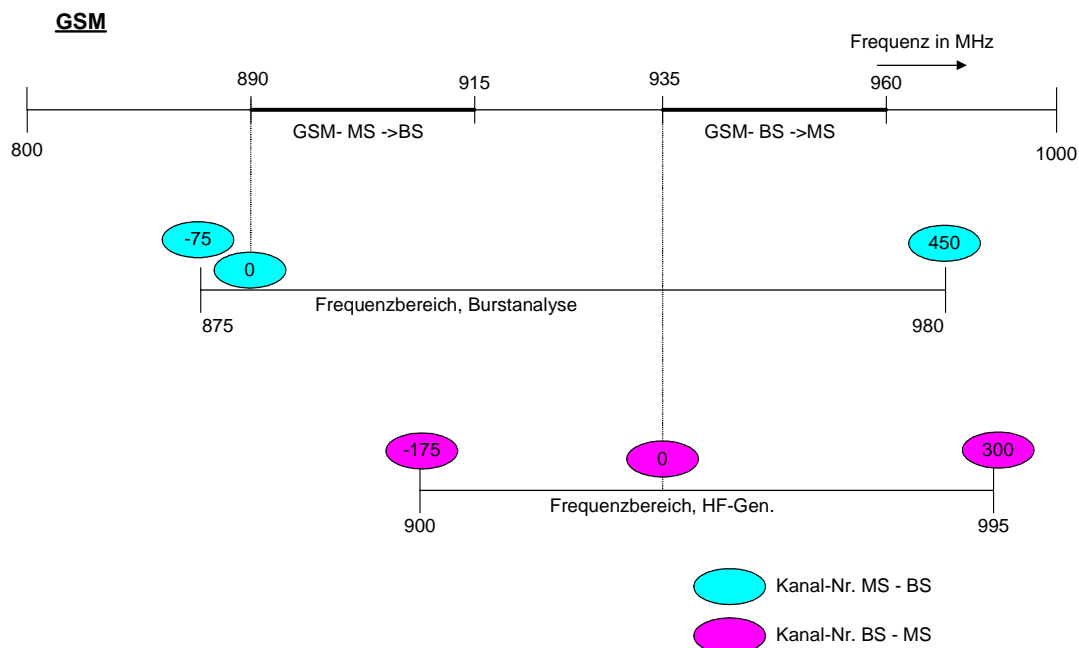 GSM
Frequenz in MHz
890
915
935
960
GSM- MS ->BS
GSM- BS ->MS
800
1000
-75
450
0
Frequenzbereich, Burstanalyse
875
980
-175
0
300
Frequenzbereich, HF-Gen.
900
995
Kanal-Nr. MS - BS
Kanal-Nr. BS - MS